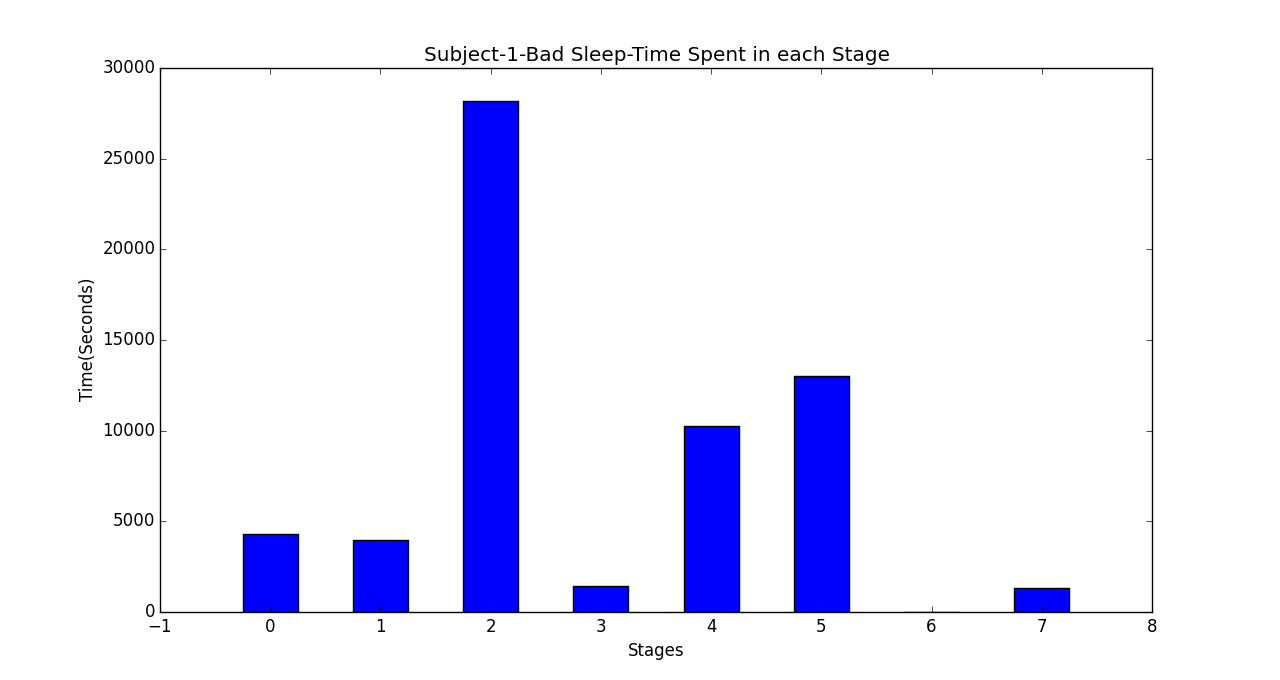 Subject-1-Bad Sleep-Time Spent in each Stage
30000
25000
20000
15000
10000
5000
0
Time(Seconds)
−1 0 1 2 3 4 5 6 7 8
Stages